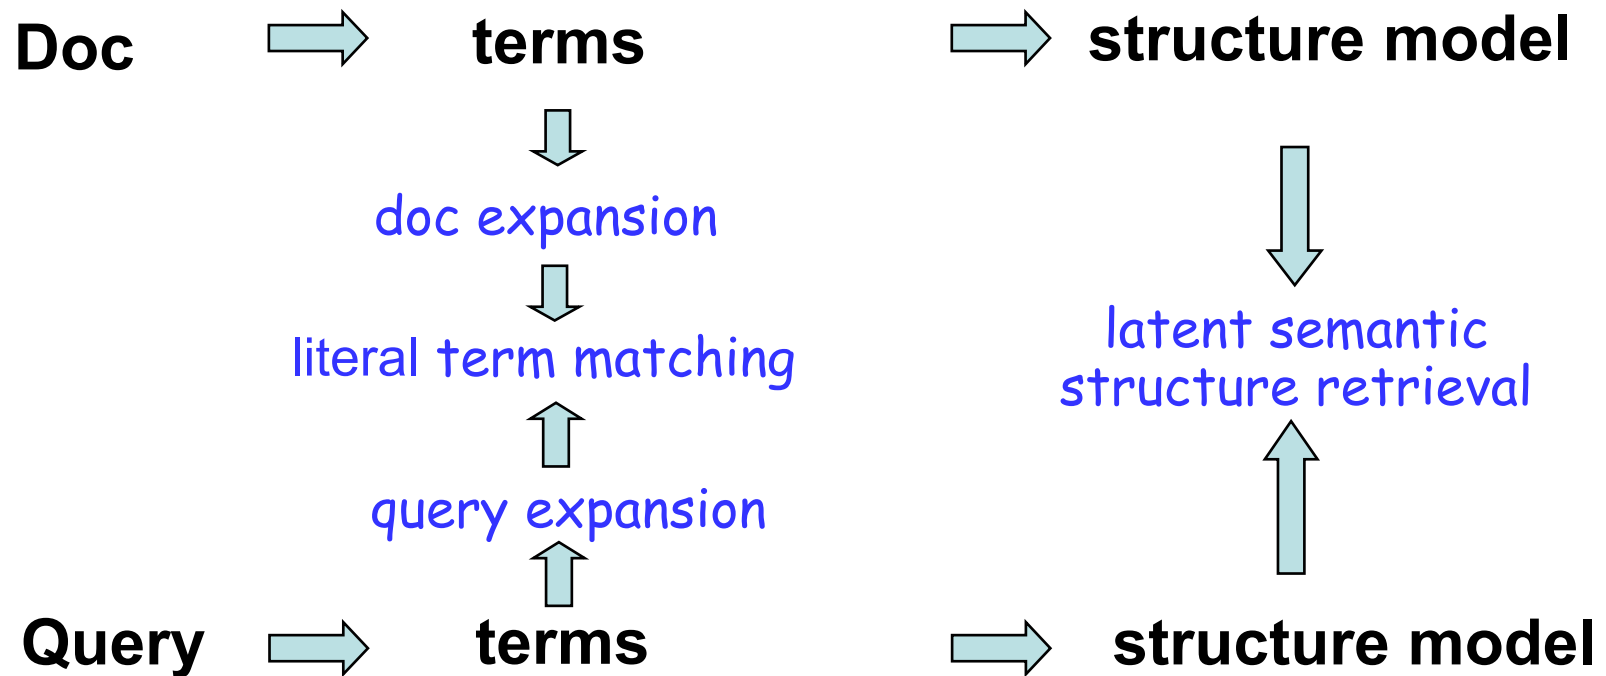 Doc terms structure model
doc expansion
literal term matching
latent semantic
structure retrieval
query expansion
Query terms structure model